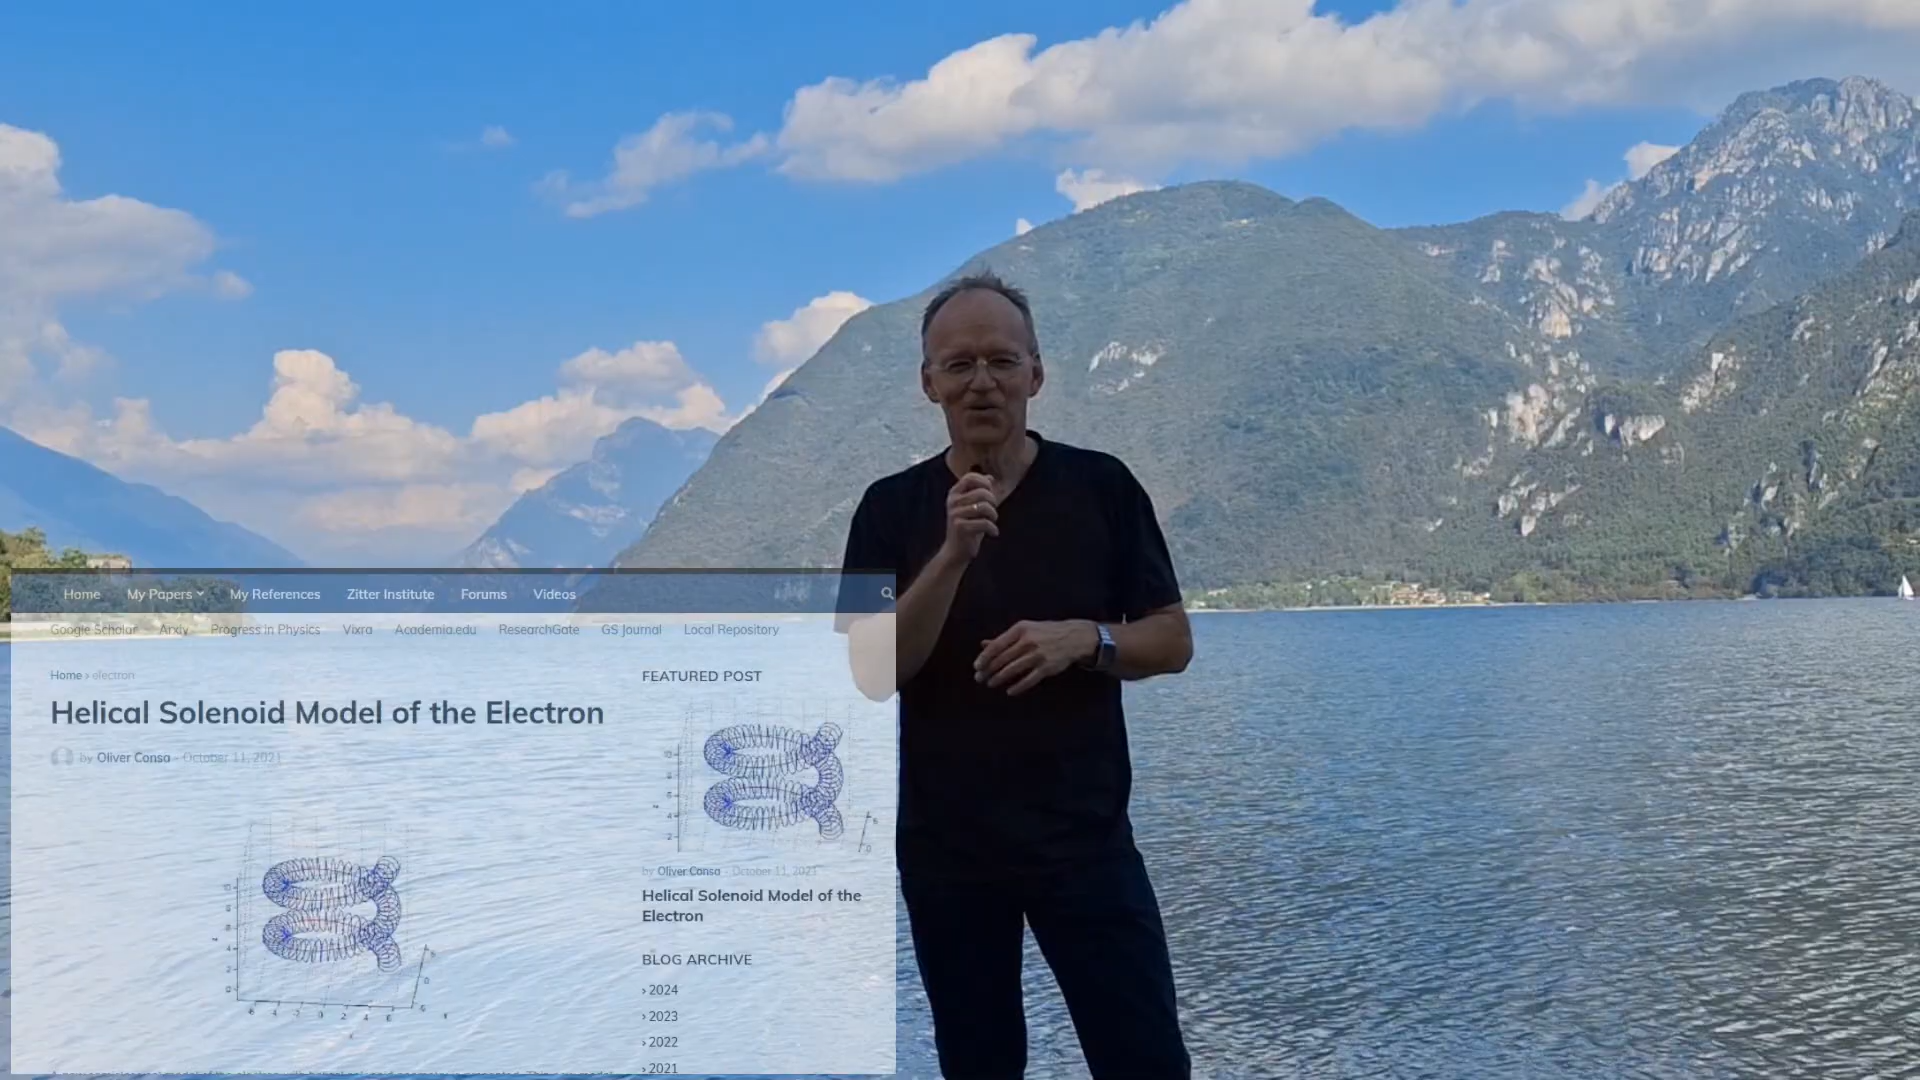 Home My Papers My References Zitter Institute Forums Videos
Google Scholar Arxiv Progress in Physics Vixra Academia.edu ResearchGate GS Journal Local Repository
Home › electron
Helical Solenoid Model of the Electron
by Oliver Consa - October 11, 2021
FEATURED POST
by Oliver Consa - October 11, 2021
Helical Solenoid Model of the
Electron
BLOG ARCHIVE
› 2024
› 2023
› 2022
› 2021